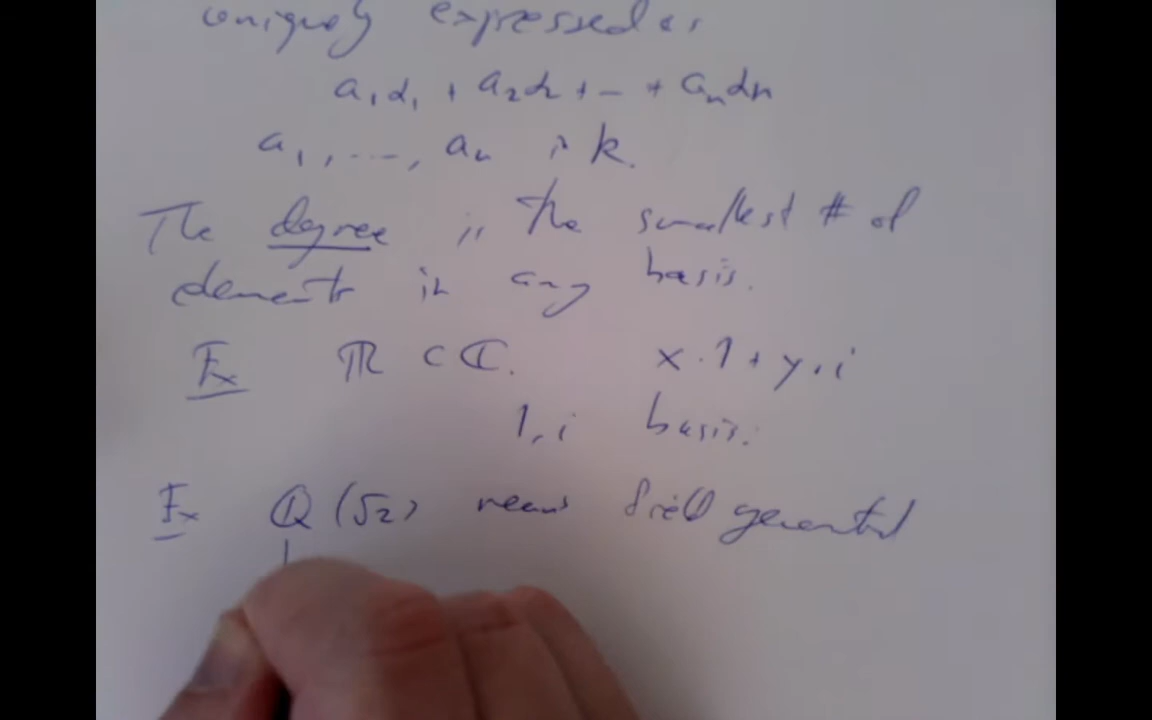 uniquely expressed as
a₁α₁ + a₂α₂ + – + aₙαₙ
a₁, ..., aₙ in k.
The degree is the smallest # of
elements in any basis.
Ex ℝ ⊂ ℂ. x·1 + y·i
1, i basis.
Ex ℚ(√2) means field generated